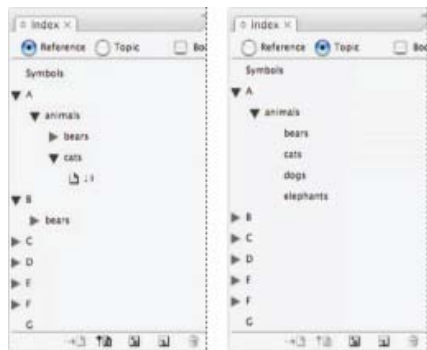 Index ×
Reference Topic
Symbols
A
animals
bears
cats
B
bears
C
D
E
F
G
Index ×
Reference Topic
Symbols
A
animals
bears
cats
dogs
elephants
B
C
D
E
F
G